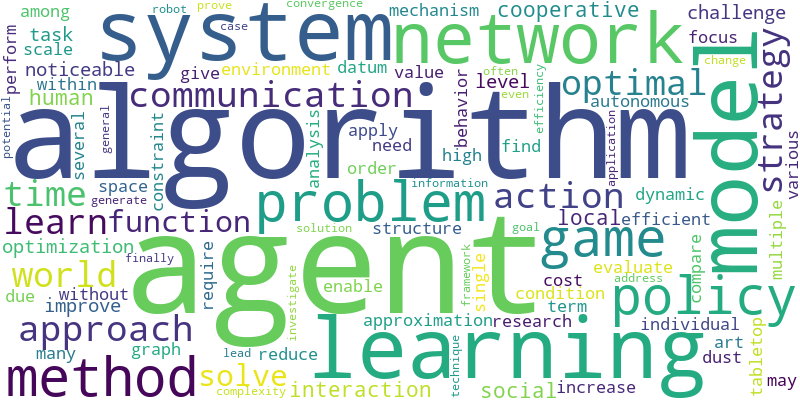 among
robot
prove
convergence
mechanism
cooperative
challenge
task
case
scale
system
network
focus
perform
noticeable
give
environment
datum
often
change
within
value
level
even
optimal
human
communication
behavior
autonomous
efficiency
model
strategy
potential
several
general
algorithm
apply
need
find
application
various
constraint
analysis
order
high
time
space
generate
problem
information
action
dynamic
learn
function
structure
solution
goal
local
efficient
optimization
finally
agent
game
multiple
world
require
investigate
social
framework
single
cost
evaluate
address
compare
due
without
enable
condition
policy
improve
term
approach
approximation
research
individual
many
graph
lead
reduce
learning
technique
art
dust
tabletop
method
solve
complexity
interaction
social
increase
may